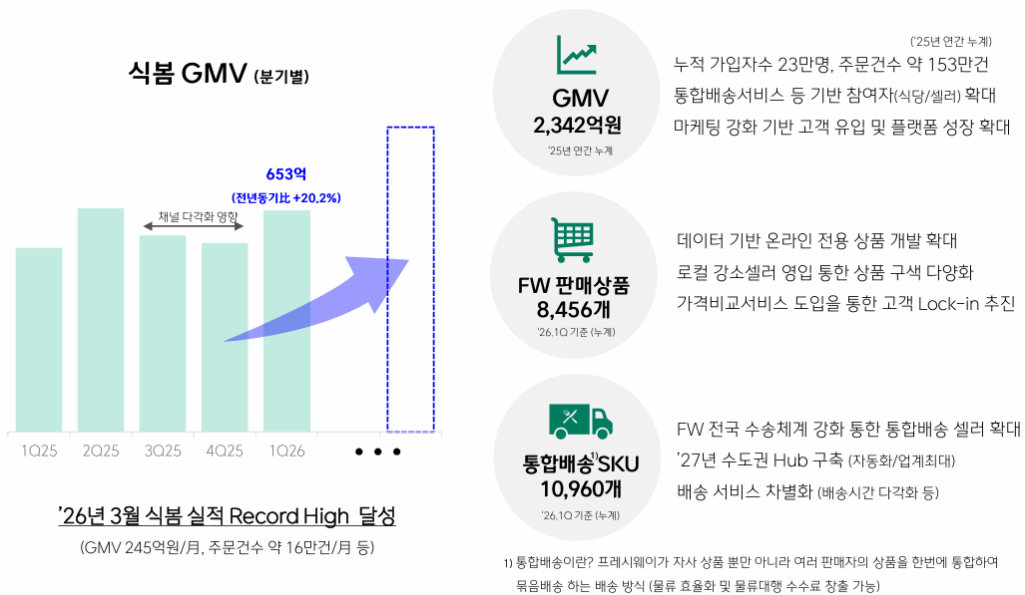 식봄 GMV (분기별)
653억
(전년동기比 +20.2%)
채널 다각화 영향
1Q25
2Q25
3Q25
4Q25
1Q26
• • •
’26년 3월 식봄 실적 Record High 달성
(GMV 245억원/月, 주문건수 약 16만건/月 등)
GMV
2,342억원
’25년 연간 누계
(‘25년 연간 누계)
누적 가입자수 23만명, 주문건수 약 153만건
통합배송서비스 등 기반 참여자(식당/셀러) 확대
마케팅 강화 기반 고객 유입 및 플랫폼 성장 확대
FW 판매상품
8,456개
’26.1Q 기준 (누계)
데이터 기반 온라인 전용 상품 개발 확대
로컬 강소셀러 영입 통한 상품 구색 다양화
가격비교서비스 도입을 통한 고객 Lock-in 추진
통합배송1)SKU
10,960개
’26.1Q 기준 (누계)
FW 전국 수송체계 강화 통한 통합배송 셀러 확대
’27년 수도권 Hub 구축 (자동화/업계최대)
배송 서비스 차별화 (배송시간 다각화 등)
1) 통합배송이란? 프레시웨이가 자사 상품 뿐만 아니라 여러 판매자의 상품을 한번에 통합하여
묶음배송 하는 배송 방식 (물류 효율화 및 물류대행 수수료 창출 가능)